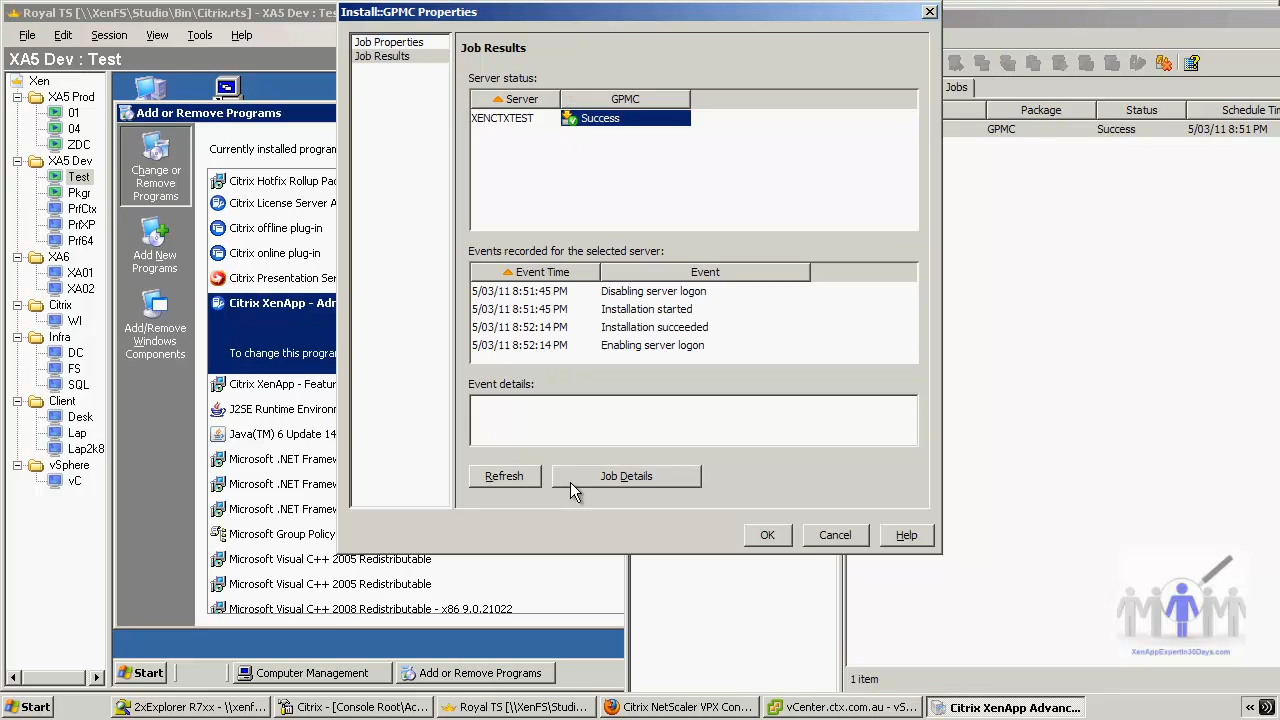 Royal TS [\\XenFS\Studio\Bin\Citrix.rts] - XA5 Dev : Test
File Edit Session View Tools Help
XA5 Dev : Test
Xen
XA5 Prod
01
04
ZDC
XA5 Dev
Test
Pkgr
PrfCtx
PrfXP
Prf64
XA6
XA01
XA02
Citrix
WI
Infra
DC
FS
SQL
Client
Desk
Lap
Lap2k8
vSphere
vC
Add or Remove Programs
Change or
Remove
Programs
Add New
Programs
Add/Remove
Windows
Components
Currently installed program
Citrix Hotfix Rollup Pac
Citrix License Server A
Citrix offline plug-in
Citrix online plug-in
Citrix Presentation Ser
Citrix XenApp - Adm
To change this progra
Citrix XenApp - Featur
J2SE Runtime Environm
Java(TM) 6 Update 14
Microsoft .NET Framew
Microsoft .NET Framew
Microsoft .NET Framew
Microsoft Group Policy
Microsoft Visual C++ 2005 Redistributable
Microsoft Visual C++ 2005 Redistributable
Microsoft Visual C++ 2008 Redistributable - x86 9.0.21022
Start Computer Management Add or Remove Programs
Install::GPMC Properties
Job Properties
Job Results
Job Results
Server status:
Server GPMC
XENCTXTEST Success
Events recorded for the selected server:
Event Time Event
5/03/11 8:51:45 PM Disabling server logon
5/03/11 8:51:45 PM Installation started
5/03/11 8:52:14 PM Installation succeeded
5/03/11 8:52:14 PM Enabling server logon
Event details:
Refresh Job Details
OK Cancel Help
Jobs
Package Status Schedule Tim
GPMC Success 5/03/11 8:51 PM
XenAppExpertIn30Days.com
1 item
Start 2xExplorer R7xx - \\xenf... Citrix - [Console Root\Ac... Royal TS [\\XenFS\Studi... Citrix NetScaler VPX Con... vCenter.ctx.com.au - vS... Citrix XenApp Advanc... «